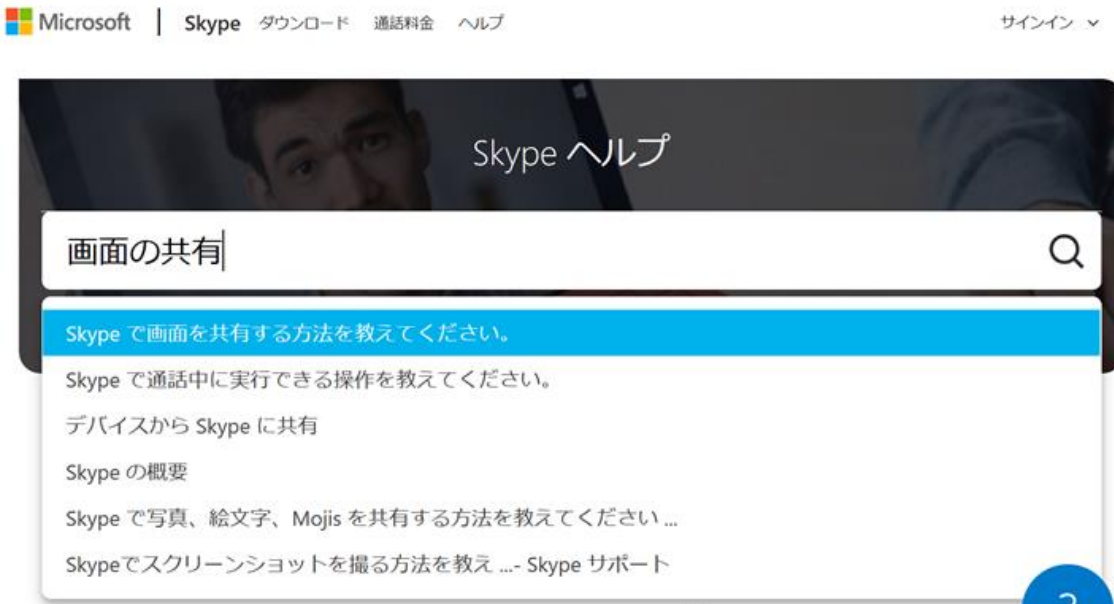 Microsoft | Skype ダウンロード 通話料金 ヘルプ サインイン
Skype ヘルプ
画面の共有
Skype で画面を共有する方法を教えてください。
Skype で通話中に実行できる操作を教えてください。
デバイスから Skype に共有
Skype の概要
Skype で写真、絵文字、Mojis を共有する方法を教えてください ...
Skypeでスクリーンショットを撮る方法を教え ...- Skype サポート